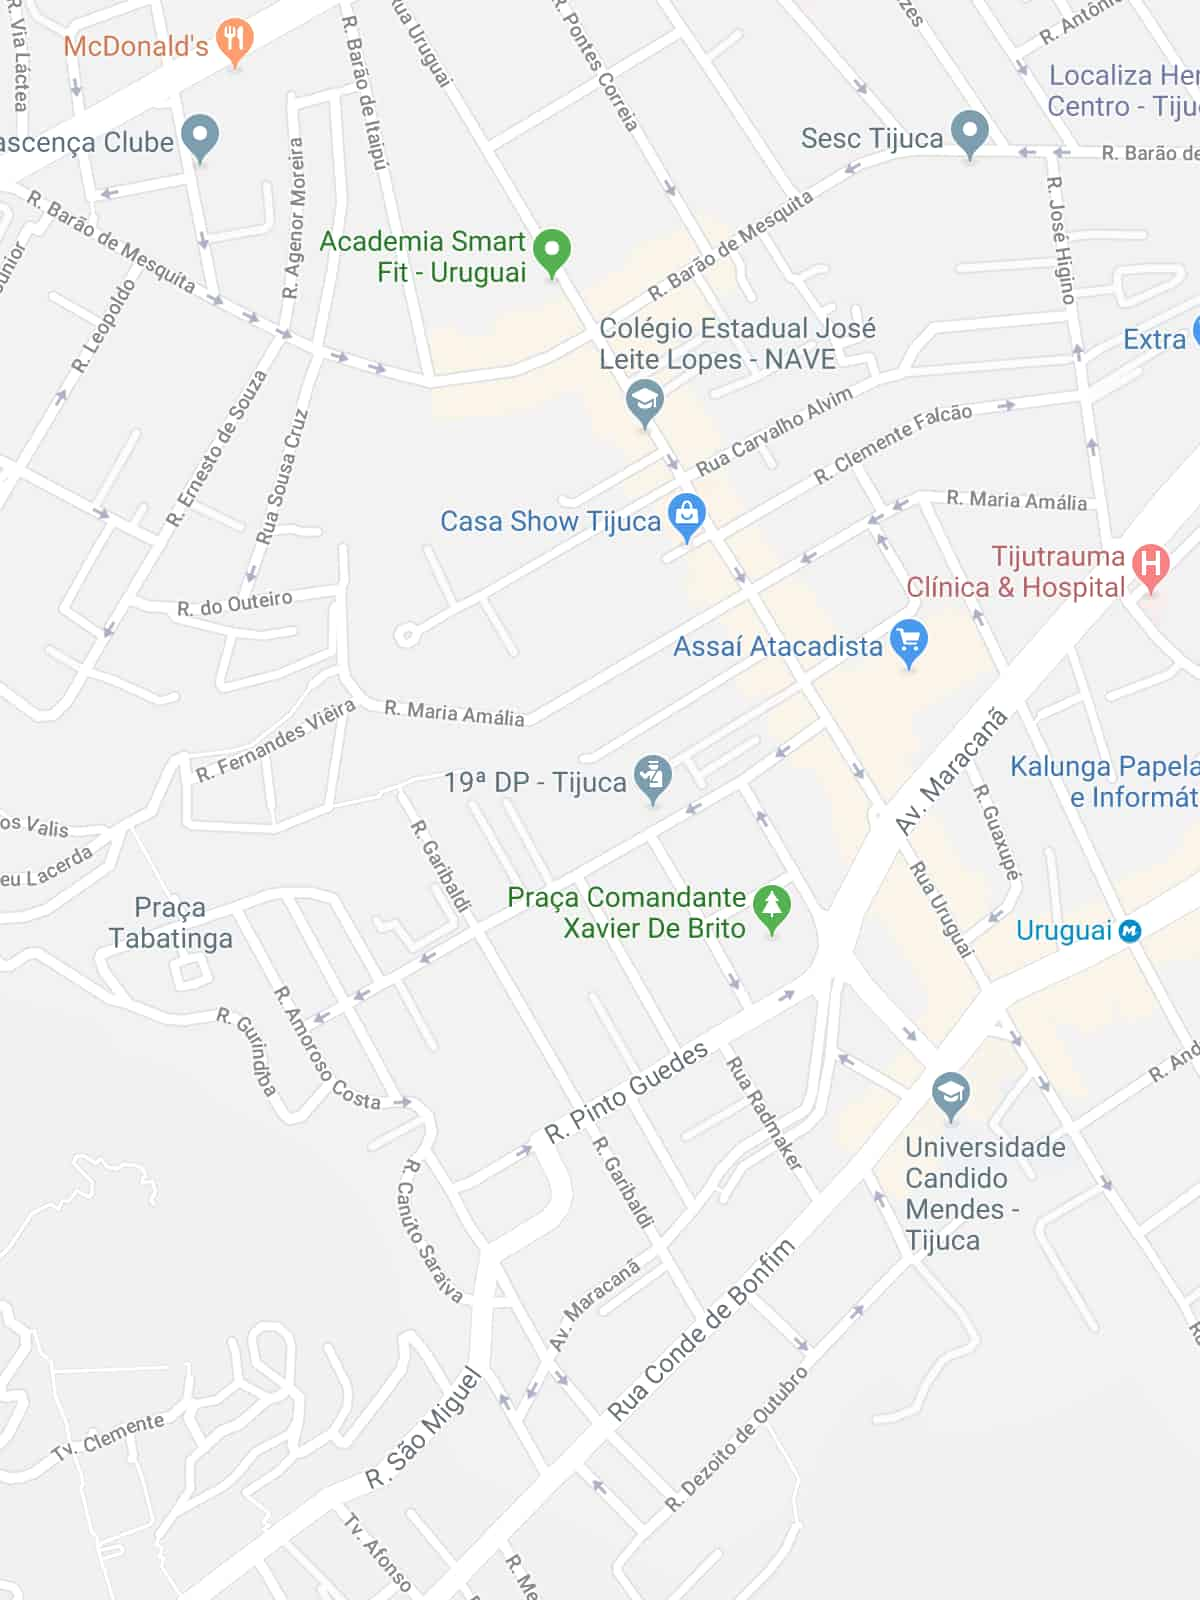 R. Via Láctea
McDonald's
R. Barão de Itaipú
Rua Uruguai
R. Pontes Correia
R. Antôni
Localiza Her
Centro - Tiju
ascença Clube
Sesc Tijuca
R. Barão de
R. Agenor Moreira
R. Barão de Mesquita
R. José Higino
Academia Smart
Fit - Uruguai
R. Barão de Mesquita
R. Leopoldo
Colégio Estadual José
Leite Lopes - NAVE
Extra
R. Ernesto de Souza
Rua Sousa Cruz
Rua Carvalho Alvim
R. Clemente Falcão
R. Maria Amália
Casa Show Tijuca
Tijutrauma
Clínica & Hospital
R. do Outeiro
Assaí Atacadista
R. Maria Amália
R. Fernandes Viêira
Av. Maracanã
19ª DP - Tijuca
Kalunga Papela
e Informát
os Valis
R. Guaxupé
eu Lacerda
R. Garibaldi
Praça
Tabatinga
Praça Comandante
Xavier De Brito
Rua Uruguai
Uruguai
R. Gurindiba
R. Amoroso Costa
R. Pinto Guedes
Rua Radmaker
R. And
Universidade
Candido
Mendes -
Tijuca
R. Canúto Saraiva
R. Garibaldi
Av. Maracanã
Rua Conde de Bonfim
R. São Miguel
R. Dezoito de Outubro
Tv. Clemente
Tv. Afonso
R. Me